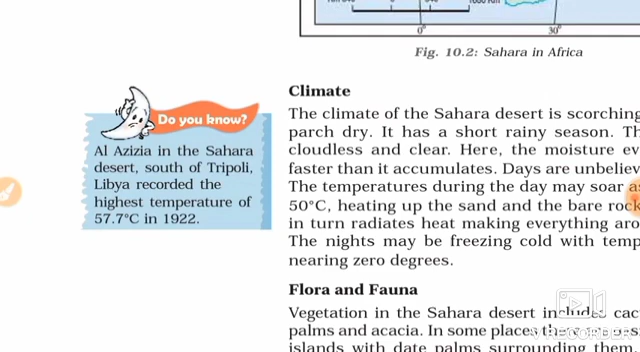 0°
30°
Fig. 10.2: Sahara in Africa
Do you know?
Al Azizia in the Sahara
desert, south of Tripoli,
Libya recorded the
highest temperature of
57.7°C in 1922.
Climate
The climate of the Sahara desert is scorching
parch dry. It has a short rainy season. Th
cloudless and clear. Here, the moisture ev
faster than it accumulates. Days are unbeliev
The temperatures during the day may soar as
50°C, heating up the sand and the bare rock
in turn radiates heat making everything aro
The nights may be freezing cold with temp
nearing zero degrees.
Flora and Fauna
Vegetation in the Sahara desert includes cac
palms and acacia. In some places there are
islands with date palms surrounding them.
V RECORDER